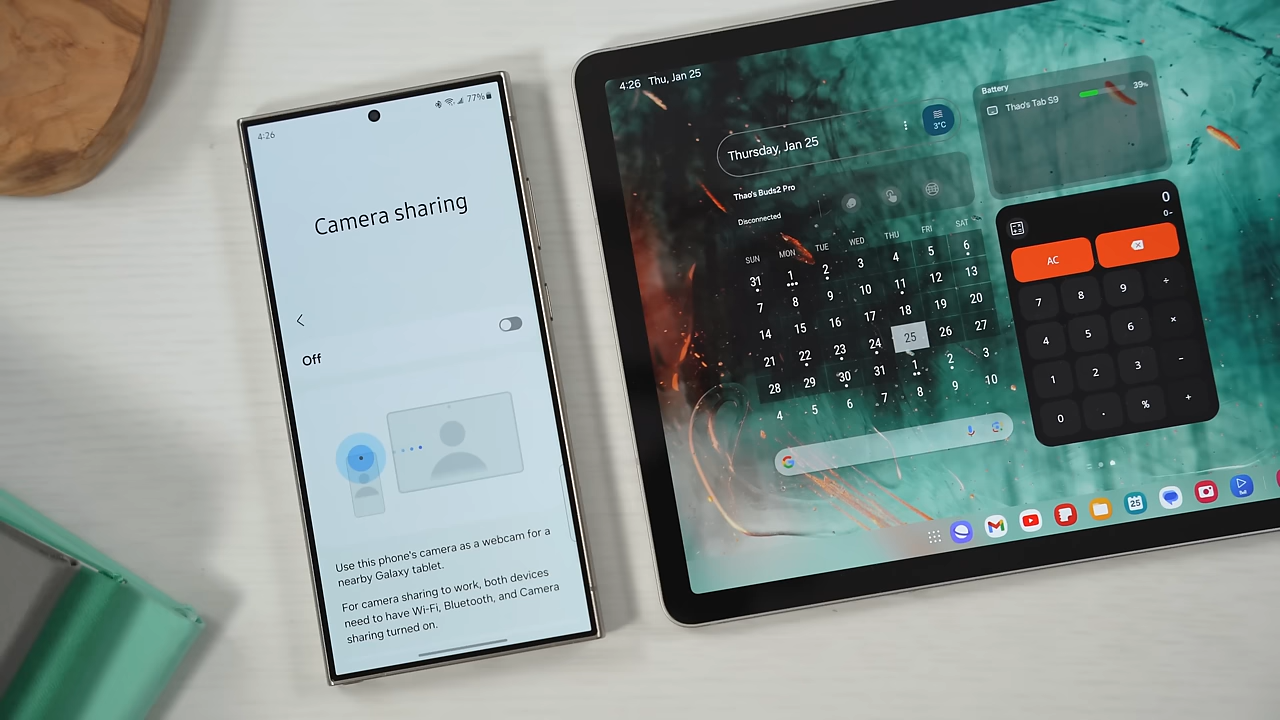 4:26
77%
Camera sharing
Off
Use this phone's camera as a webcam for a
nearby Galaxy tablet.
For camera sharing to work, both devices
need to have Wi-Fi, Bluetooth, and Camera
sharing turned on.
4:26 Thu, Jan 25
Thursday, Jan 25
3°C
Thao's Buds2 Pro
Disconnected
SUN MON TUE WED THU FRI SAT
31 1 2 3 4 5 6
7 8 9 10 11 12 13
14 15 16 17 18 19 20
21 22 23 24 25 26 27
28 29 30 31 1 2 3
4 5 6 7 8 9 10
Battery
Thao's Tab S9
39%
0
0-
AC
7 8 9 ÷
4 5 6 ×
1 2 3 −
0 . % +
25